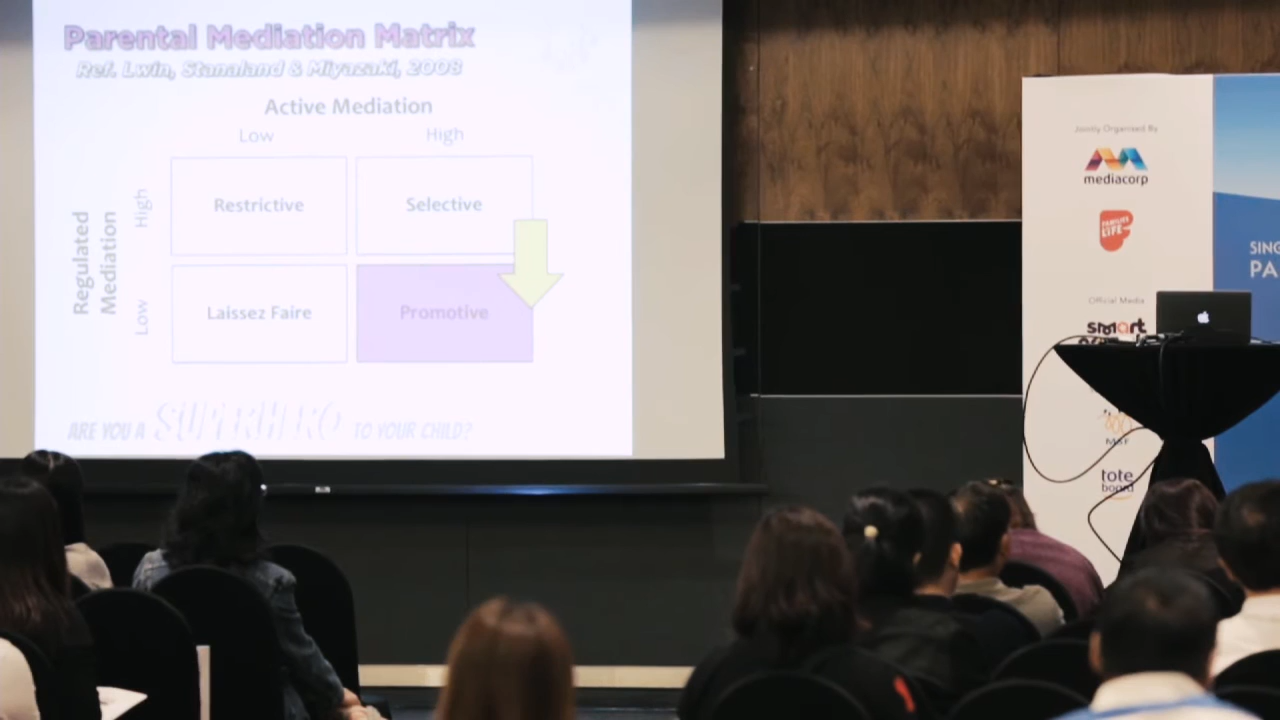 Parental Mediation Matrix
Ref. Lwin, Stanaland & Miyazaki, 2008
Active Mediation
Low
High
Regulated
Mediation
High
Low
Restrictive
Selective
Laissez Faire
Promotive
ARE YOU A SUPERHERO TO YOUR CHILD?
Jointly Organised By
mediacorp
FAMILIES
LIFE
Official Media
smart
MSF
tote
board
SING
PA